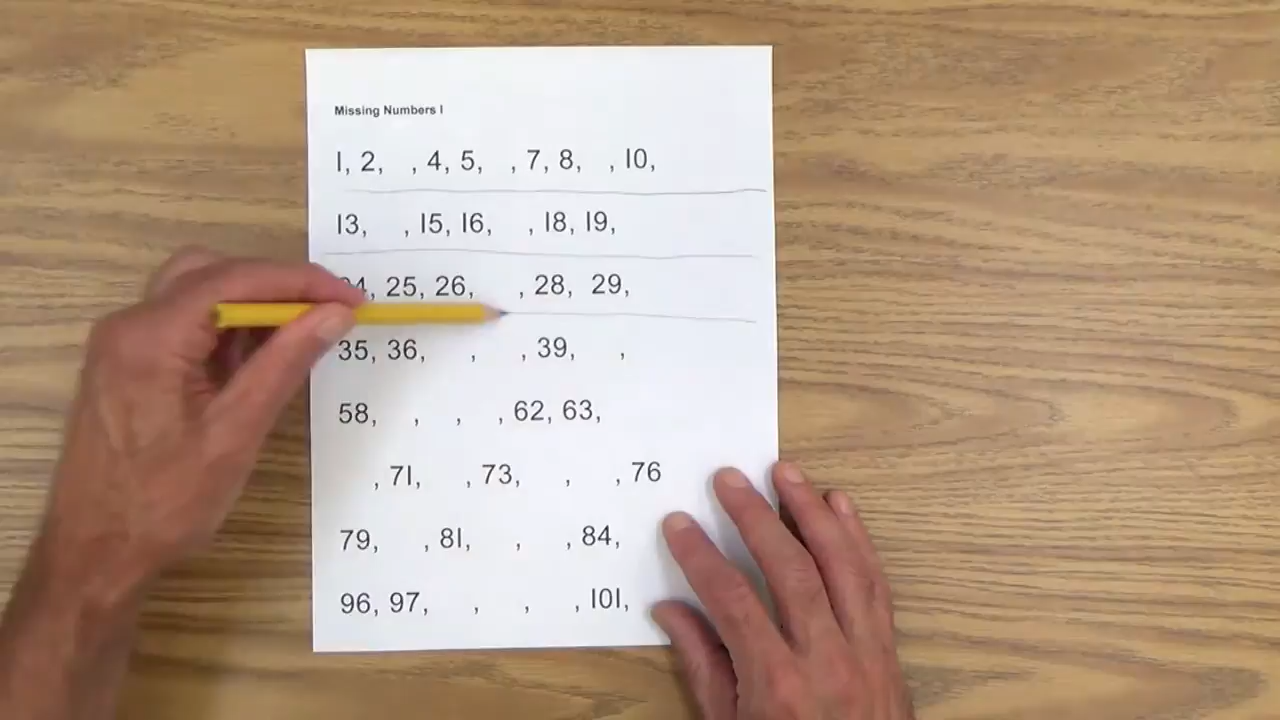 Missing Numbers I
1, 2, , 4, 5, , 7, 8, , 10,
13, , 15, 16, , 18, 19,
24, 25, 26, , 28, 29,
35, 36, , , 39, ,
58, , , , 62, 63,
, 71, , 73, , , 76
79, , 81, , , 84,
96, 97, , , , 101,